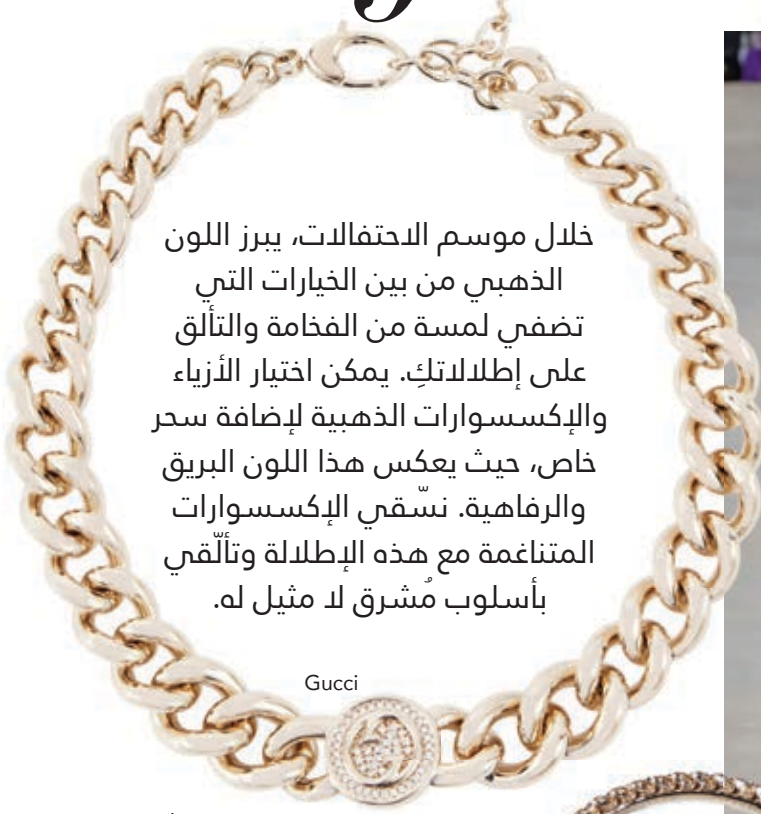 خلال موسم الاحتفالات، يبرز اللون
الذهبي من بين الخيارات التي
تضفي لمسة من الفخامة والتألق
على إطلالاتكِ. يمكن اختيار الأزياء
والإكسسوارات الذهبية لإضافة سحر
خاص، حيث يعكس هذا اللون البريق
والرفاهية. نسّقي الإكسسوارات
المتناغمة مع هذه الإطلالة وتألّقي
بأسلوب مُشرق لا مثيل له.
Gucci